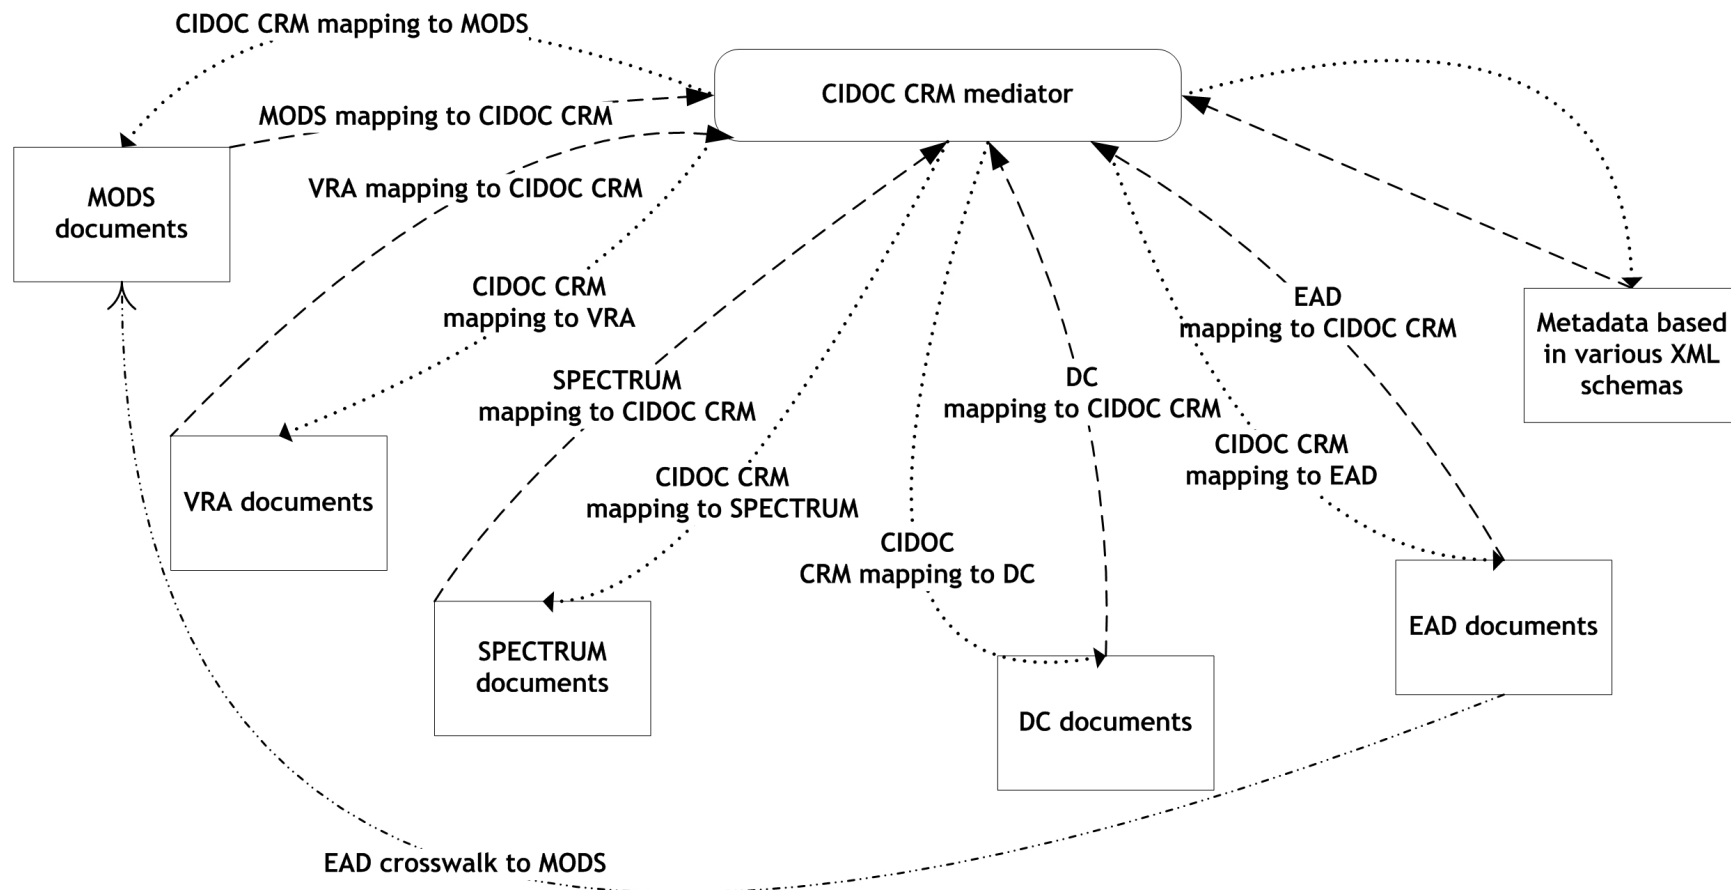 CIDOC CRM mapping to MODS
CIDOC CRM mediator
MODS mapping to CIDOC CRM
MODS
documents
VRA mapping to CIDOC CRM
CIDOC CRM
mapping to VRA
EAD
mapping to CIDOC CRM
Metadata based
in various XML
schemas
SPECTRUM
mapping to CIDOC CRM
DC
mapping to CIDOC CRM
CIDOC CRM
mapping to EAD
VRA documents
CIDOC CRM
mapping to SPECTRUM
CIDOC
CRM mapping to DC
EAD documents
SPECTRUM
documents
DC documents
EAD crosswalk to MODS